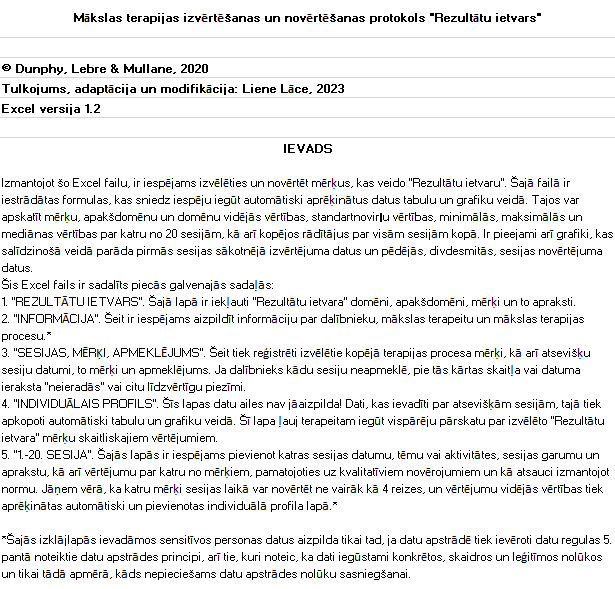 Mākslas terapijas izvērtēšanas un novērtēšanas protokols "Rezultātu ietvars"
© Dunphy, Lebre & Mullane, 2020
Tulkojums, adaptācija un modifikācija: Liene Lāce, 2023
Excel versija 1.2
IEVADS
Izmantojot šo Excel failu, ir iespējams izvēlēties un novērtēt mērķus, kas veido "Rezultātu ietvaru". Šajā failā ir
iestrādātas formulas, kas sniedz iespēju iegūt automātiski aprēķinātus datus tabulu un grafiku veidā. Tajos var
apskatīt mērķu, apakšdomēnu un domēnu vidējās vērtības, standartnoviržu vērtības, minimālās, maksimālās un
mediānas vērtības par katru no 20 sesijām, kā arī kopējos rādītājus par visām sesijām kopā. Ir pieejami arī grafiki, kas
salīdzinošā veidā parāda pirmās sesijas sākotnējā izvērtējuma datus un pēdējās, divdesmitās, sesijas novērtējuma
datus.
Šis Excel fails ir sadalīts piecās galvenajās sadaļās:
1. "REZULTĀTU IETVARS". Šajā lapā ir iekļauti "Rezultātu ietvara" domēni, apakšdomēni, mērķi un to apraksti.
2. "INFORMĀCIJA". Šeit ir iespējams aizpildīt informāciju par dalībnieku, mākslas terapeitu un mākslas terapijas
procesu.*
3. "SESIJAS, MĒRĶI, APMEKLĒJUMS". Šeit tiek reģistrēti izvēlētie kopējā terapijas procesa mērķi, kā arī atsevišķu
sesiju datumi, to mērķi un apmeklējums. Ja dalībnieks kādu sesiju neapmeklē, pie tās kārtas skaitļa vai datuma
ieraksta "neieradās" vai citu līdzvērtīgu piezīmi.
4. "INDIVIDUĀLAIS PROFILS". Šīs lapas datu ailes nav jāaizpilda! Dati, kas ievadīti par atsevišķām sesijām, tajā tiek
apkopoti automātiski tabulu un grafiku veidā. Šī lapa ļauj terapeitam iegūt vispārēju pārskatu par izvēlēto "Rezultātu
ietvara" mērķu skaitliskajiem vērtējumiem.
5. "1.-20. SESIJA". Šajās lapās ir iespējams pievienot katras sesijas datumu, tēmu vai aktivitātes, sesijas garumu un
aprakstu, kā arī vērtējumu par katru no mērķiem, pamatojoties uz kvalitatīviem novērojumiem un kā atsauci izmantojot
normu. Jāņem vērā, ka katru mērķi sesijas laikā var novērtēt ne vairāk kā 4 reizes, un vērtējumu vidējās vērtības tiek
aprēķinātas automātiski un pievienotas individuālā profila lapā.*
*Šajās izklājlapās ievadāmos sensitīvos personas datus aizpilda tikai tad, ja datu apstrādē tiek ievēroti datu regulas 5.
pantā noteiktie datu apstrādes principi, arī tie, kuri noteic, ka dati iegūstami konkrētos, skaidros un leģitīmos nolūkos
un tikai tādā apmērā, kāds nepieciešams datu apstrādes nolūku sasniegšanai.